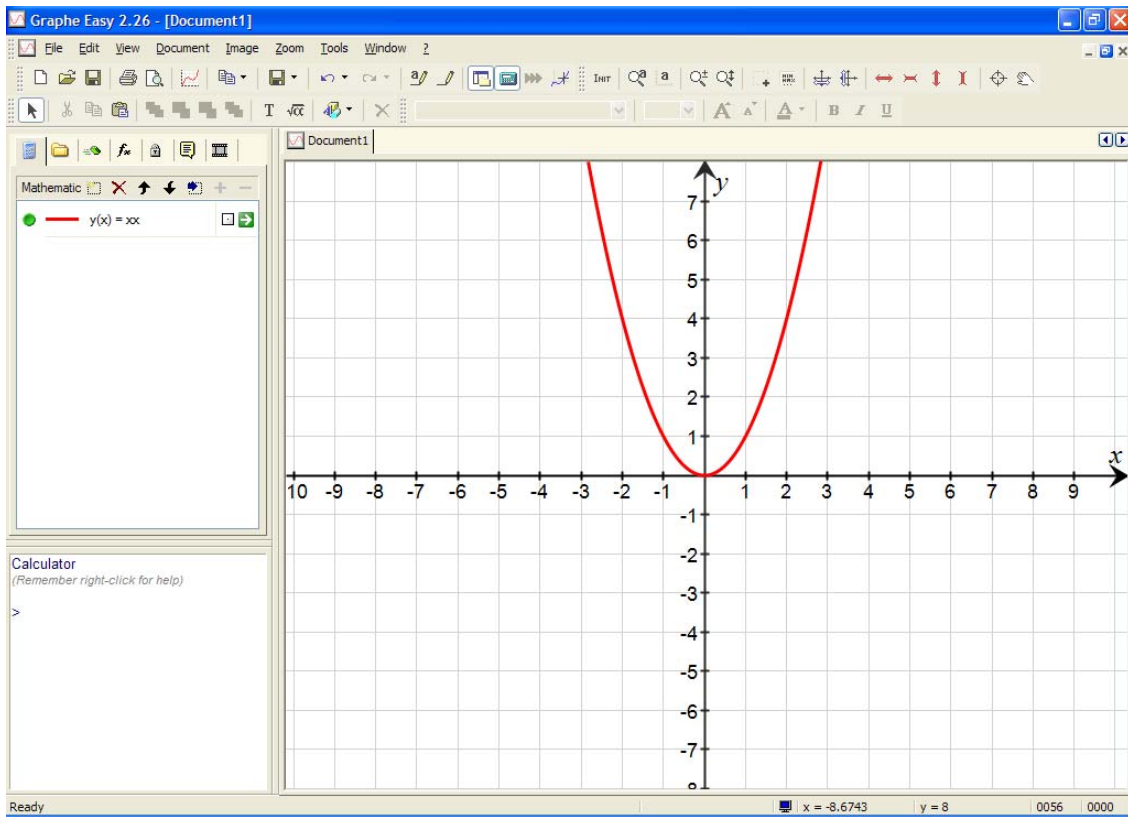 Graphe Easy 2.26 - [Document1]
File Edit View Document Image Zoom Tools Window ?
INIT a a
T √α A A A B I U
Document1
Mathematic
y(x) = xx
Calculator
(Remember right-click for help)
>
y
7
6
5
4
3
2
1
x
10 -9 -8 -7 -6 -5 -4 -3 -2 -1 1 2 3 4 5 6 7 8 9
-1
-2
-3
-4
-5
-6
-7
Ready x = -8.6743 y = 8 0056 0000